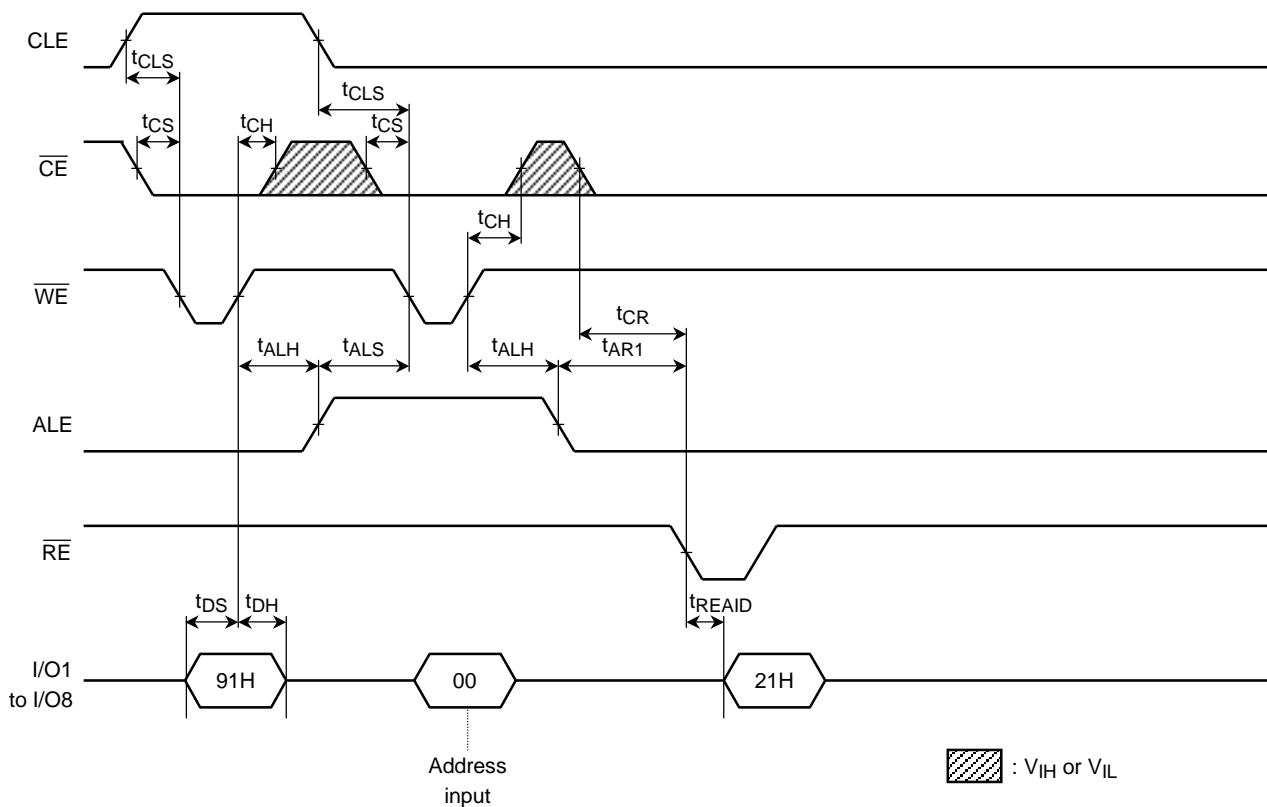 CLE
tCLS
tCLS
tCS
tCH
tCS
CE
tCH
WE
tCR
tALH
tALS
tALH
tAR1
ALE
RE
tDS
tDH
tREAID
I/O1
to I/O8
91H
00
21H
Address
input
: VIH or VIL